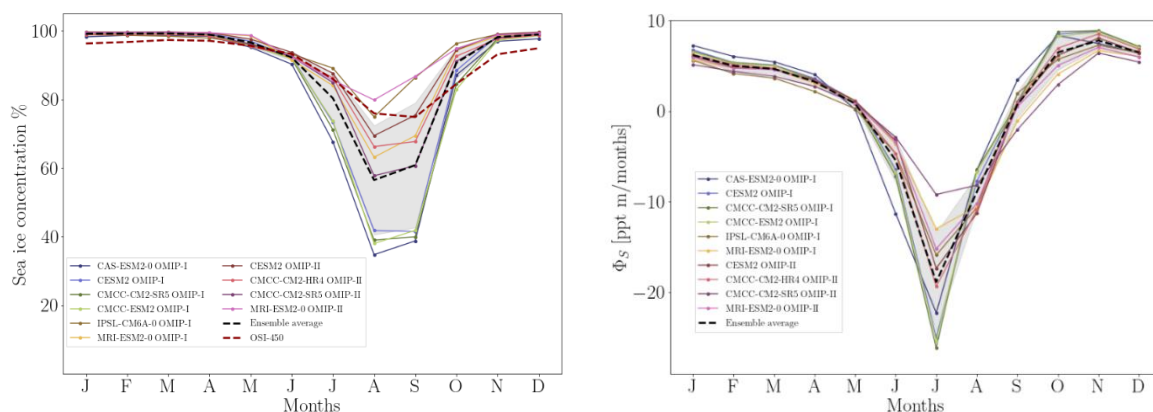 100
80
60
40
20
Sea ice concentration %
CAS-ESM2-0 OMIP-I
CESM2 OMIP-I
CMCC-CM2-SR5 OMIP-I
CMCC-ESM2 OMIP-I
IPSL-CM6A-0 OMIP-I
MRI-ESM2-0 OMIP-I
CESM2 OMIP-II
CMCC-CM2-HR4 OMIP-II
CMCC-CM2-SR5 OMIP-II
MRI-ESM2-0 OMIP-II
Ensemble average
OSI-450
J F M A M J J A S O N D
Months
10
0
−10
−20
Φ_S [ppt m/months]
CAS-ESM2-0 OMIP-I
CESM2 OMIP-I
CMCC-CM2-SR5 OMIP-I
CMCC-ESM2 OMIP-I
IPSL-CM6A-0 OMIP-I
MRI-ESM2-0 OMIP-I
CESM2 OMIP-II
CMCC-CM2-HR4 OMIP-II
CMCC-CM2-SR5 OMIP-II
MRI-ESM2-0 OMIP-II
Ensemble average
J F M A M J J A S O N D
Months